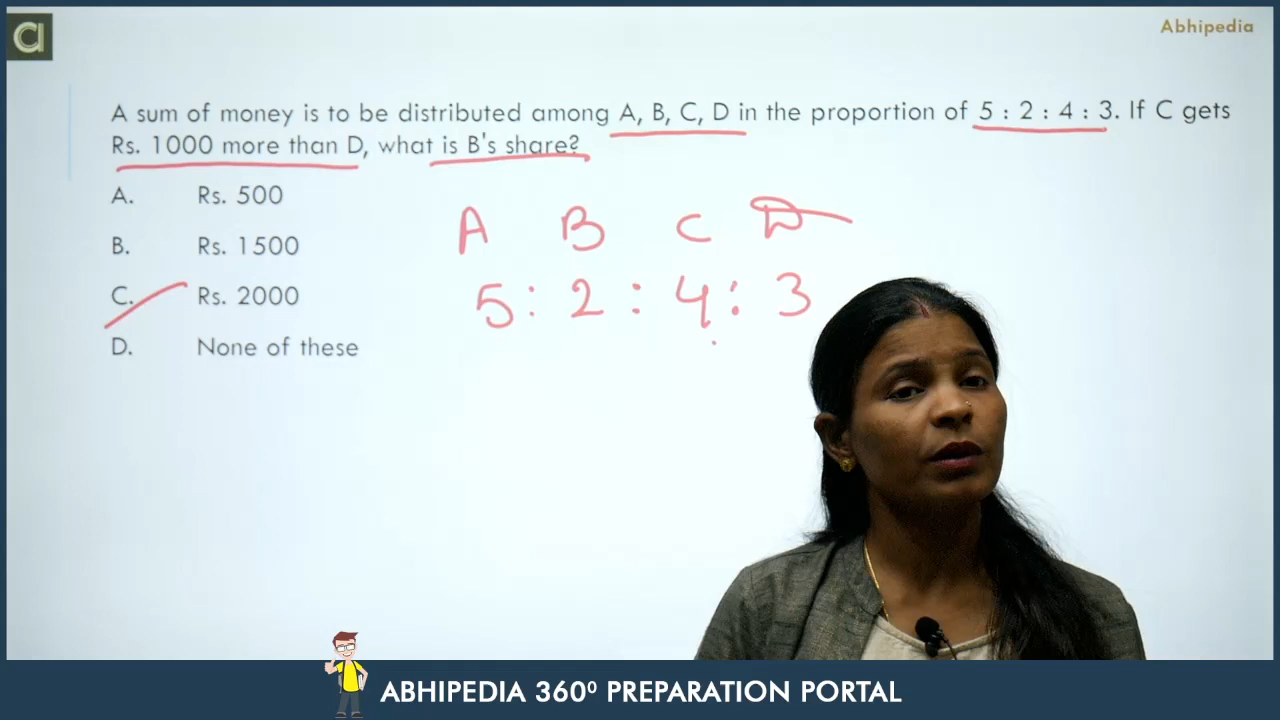 Abhipedia
A sum of money is to be distributed among A, B, C, D in the proportion of 5 : 2 : 4 : 3. If C gets
Rs. 1000 more than D, what is B's share?
A. Rs. 500
B. Rs. 1500
C. Rs. 2000
D. None of these
A B C D
5 : 2 : 4 : 3
ABHIPEDIA 360⁰ PREPARATION PORTAL